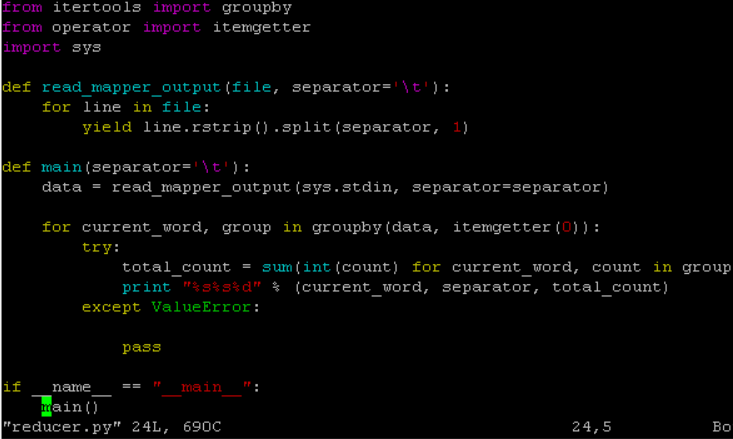 from itertools import groupby
from operator import itemgetter
import sys

def read_mapper_output(file, separator='\t'):
    for line in file:
        yield line.rstrip().split(separator, 1)

def main(separator='\t'):
    data = read_mapper_output(sys.stdin, separator=separator)

    for current_word, group in groupby(data, itemgetter(0)):
        try:
            total_count = sum(int(count) for current_word, count in group
            print "%s%s%d" % (current_word, separator, total_count)
        except ValueError:

            pass

if __name__ == "__main__":
    main()
"reducer.py" 24L, 690C 24,5 Bo